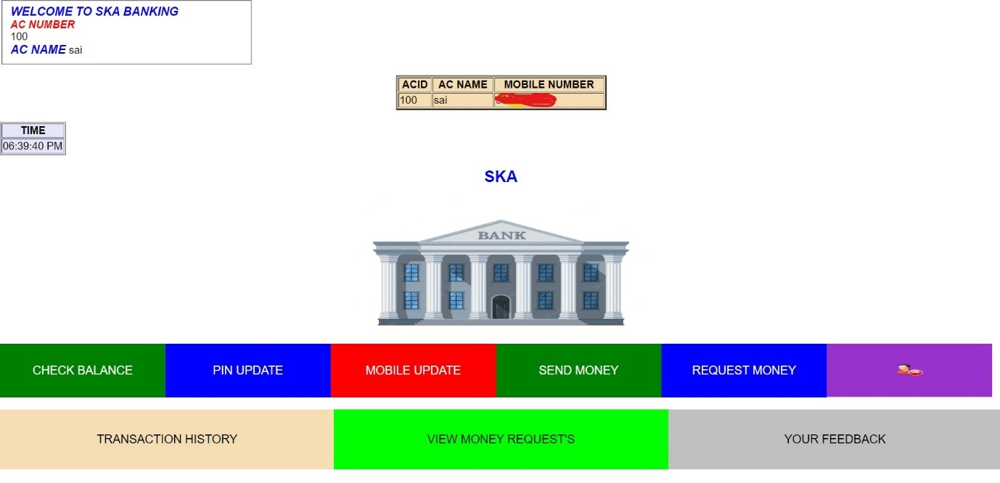 WELCOME TO SKA BANKING
AC NUMBER
100
AC NAME sai
ACID AC NAME MOBILE NUMBER
100 sai
TIME
06:39:40 PM
SKA
BANK
CHECK BALANCE PIN UPDATE MOBILE UPDATE SEND MONEY REQUEST MONEY
TRANSACTION HISTORY VIEW MONEY REQUEST'S YOUR FEEDBACK